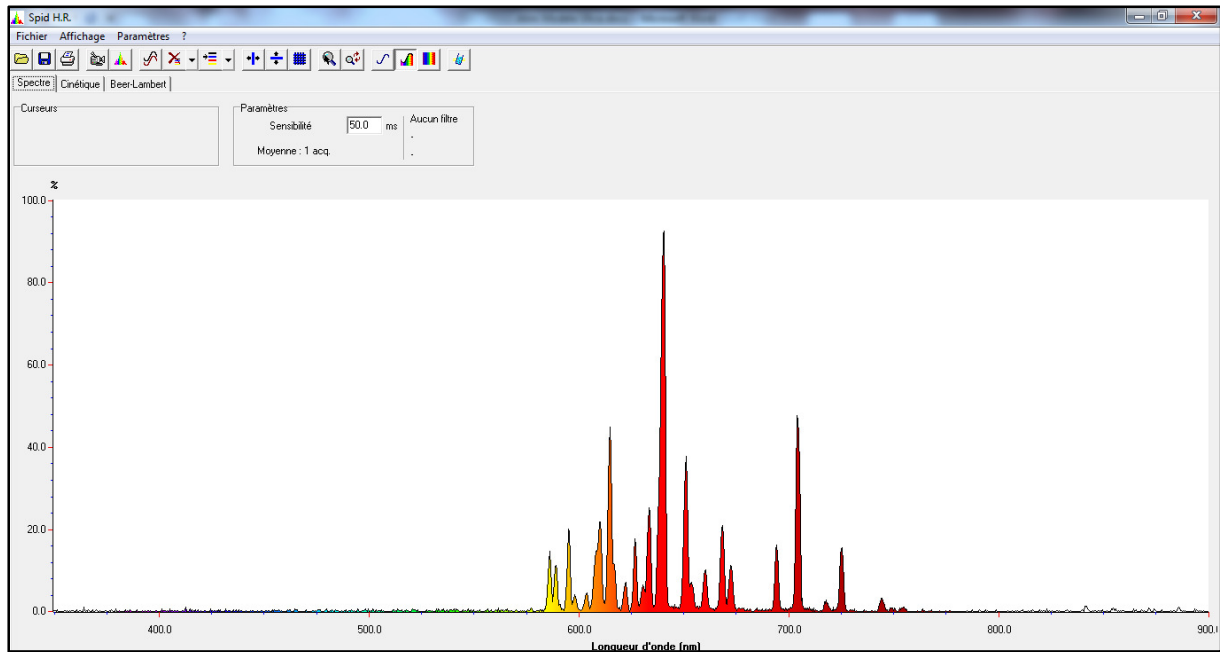 Spid H.R.
Fichier Affichage Paramètres ?
Spectre Cinétique Beer-Lambert
Curseurs
Paramètres
Sensibilité 50.0 ms
Aucun filtre
-
Moyenne : 1 acq.
-
%
100.0
80.0
60.0
40.0
20.0
0.0
400.0 500.0 600.0 700.0 800.0 900.
Longueur d'onde (nm)